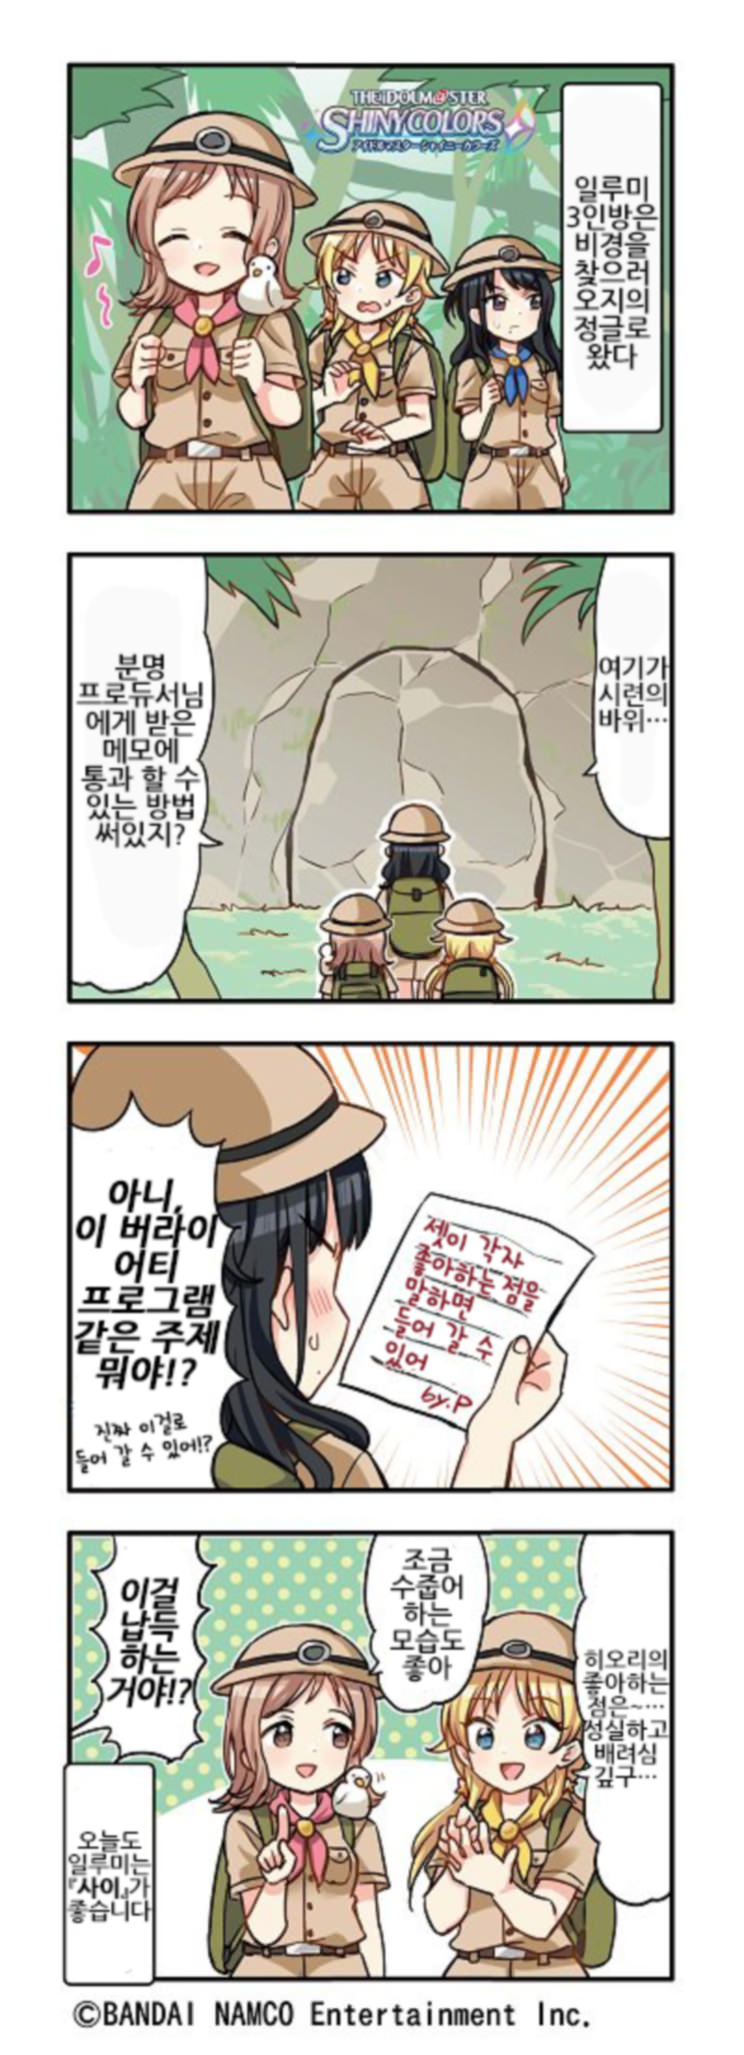 THE iDOLM@STER
SHINYCOLORS
アイドルマスターシャイニーカラーズ
일루미
3인방은
비경을
찾으러
오지의
정글로
왔다
여기가
시련의
바위…
분명
프로듀서님
에게 받은
메모에
통과 할 수
있는 방법
써있지?
셋이 각자
좋아하는 점을
말하면
들어 갈 수
있어
by.P
아니,
이 버라이
어티
프로그램
같은 주제
뭐야!?
진짜 이걸로
들어 갈 수 있어!?
히오리의
좋아하는
점은~…
성실하고
배려심
깊구…
조금
수줍어
하는
모습도
좋아
이걸
납득
하는
거야!?
오늘도
일루미는
『사이』가
좋습니다
©BANDAI NAMCO Entertainment Inc.